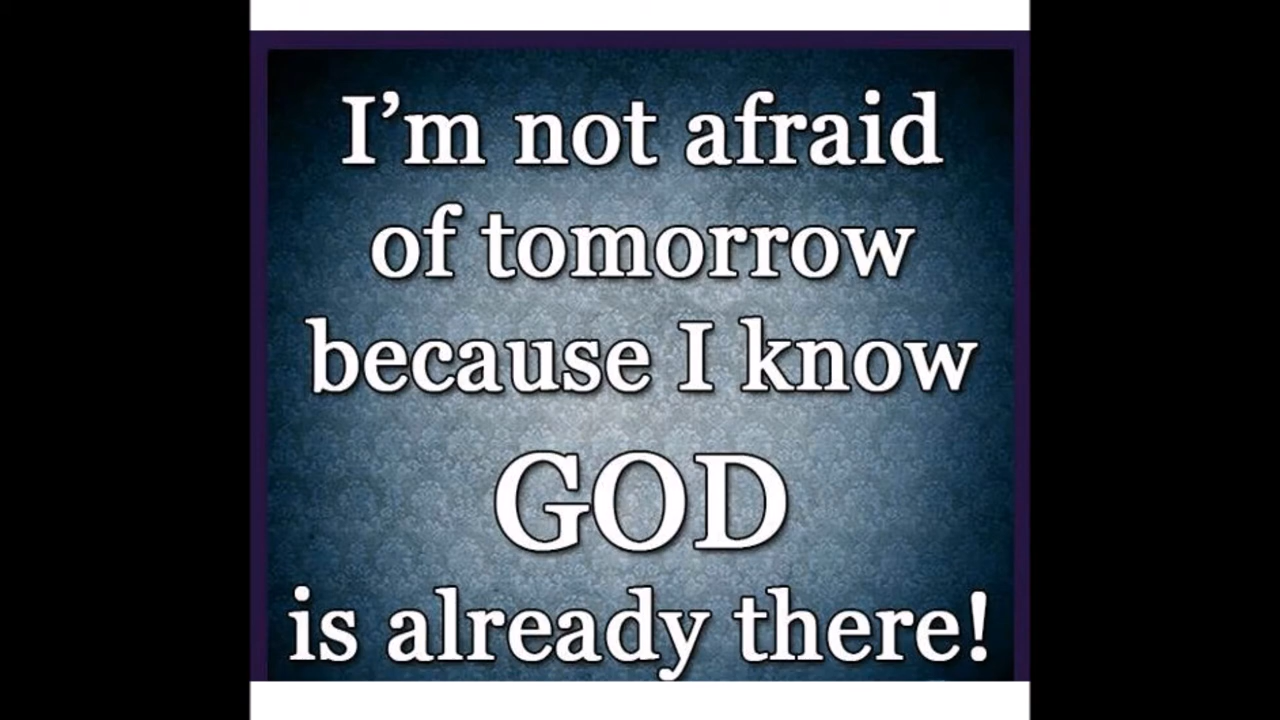 I’m not afraid
of tomorrow
because I know
GOD
is already there!